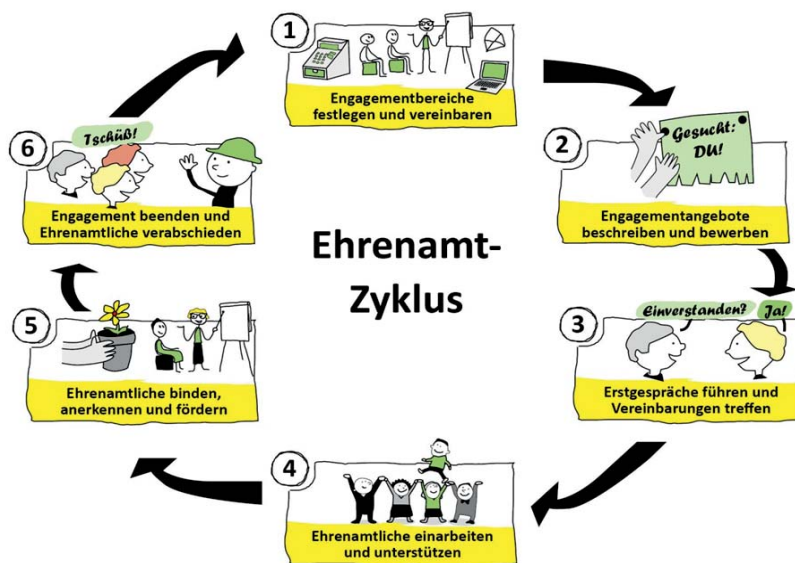 Ehrenamt-
Zyklus
1
Engagementbereiche
festlegen und vereinbaren
2
Gesucht:
DU!
Engagementangebote
beschreiben und bewerben
3
Einverstanden?
Ja!
Erstgespräche führen und
Vereinbarungen treffen
4
Ehrenamtliche einarbeiten
und unterstützen
5
Ehrenamtliche binden,
anerkennen und fördern
6
Tschüß!
Engagement beenden und
Ehrenamtliche verabschieden